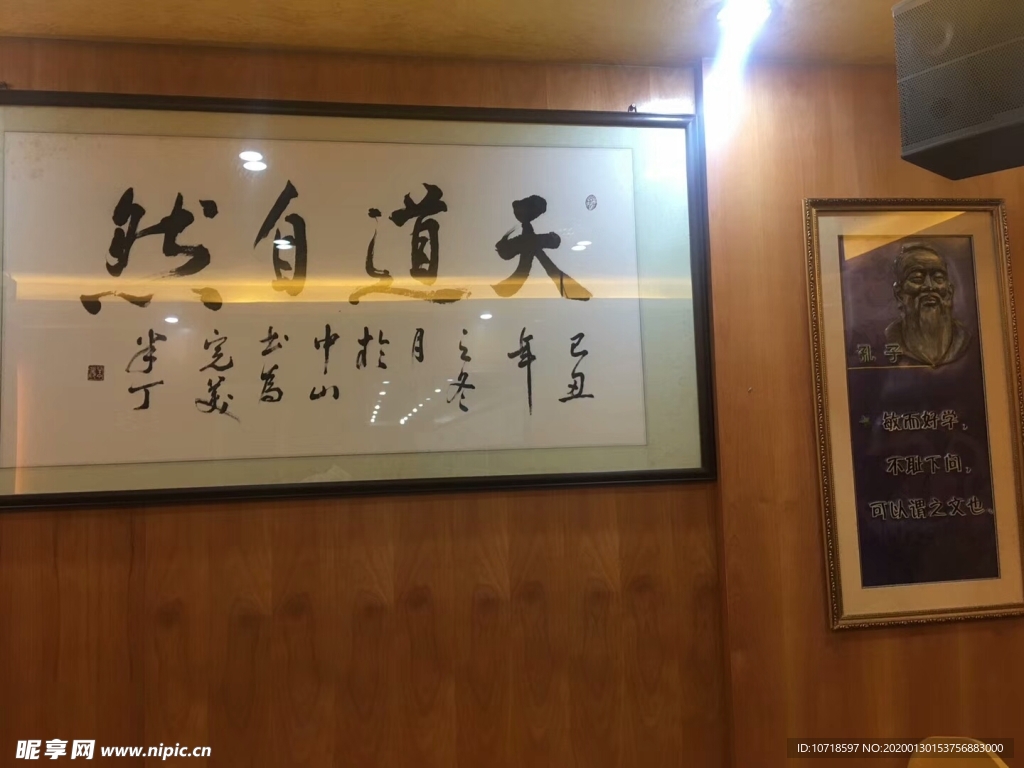 天道自然
己丑年之冬月於中山书为完美半丁
孔子
敏而好学，
不耻下问，
可以谓之文也
昵享网 www.nipic.cn
ID:10718597 NO:20200130153756883000